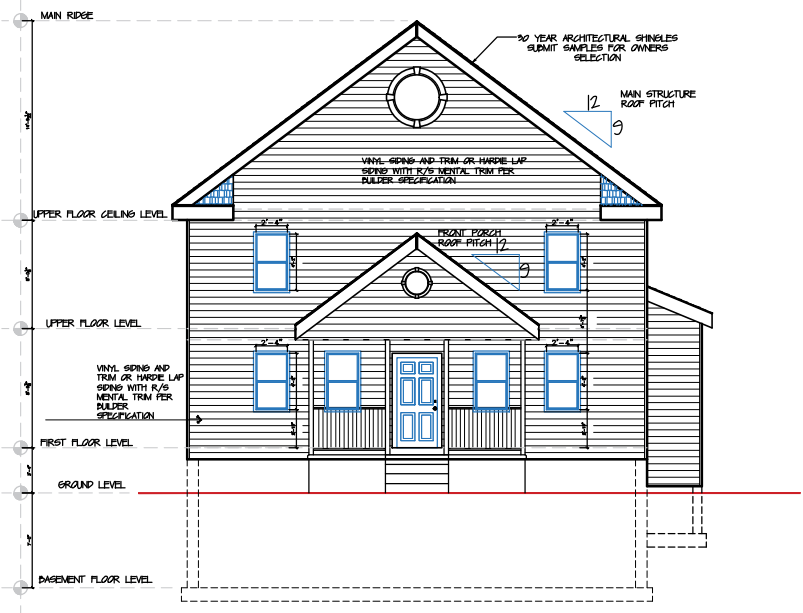 MAIN RIDGE
30 YEAR ARCHITECTURAL SHINGLES
SUBMIT SAMPLES FOR OWNERS
SELECTION
MAIN STRUCTURE
ROOF PITCH
12
9
VINYL SIDING AND TRIM OR HARDIE LAP
SIDING WITH R/S MENTAL TRIM PER
BUILDER SPECIFICATION
UPPER FLOOR CEILING LEVEL
2'-4"
2'-4"
FRONT PORCH
ROOF PITCH
12
9
UPPER FLOOR LEVEL
2'-4"
2'-4"
VINYL SIDING AND
TRIM OR HARDIE LAP
SIDING WITH R/S
MENTAL TRIM PER
BUILDER
SPECIFICATION
FIRST FLOOR LEVEL
GROUND LEVEL
BASEMENT FLOOR LEVEL